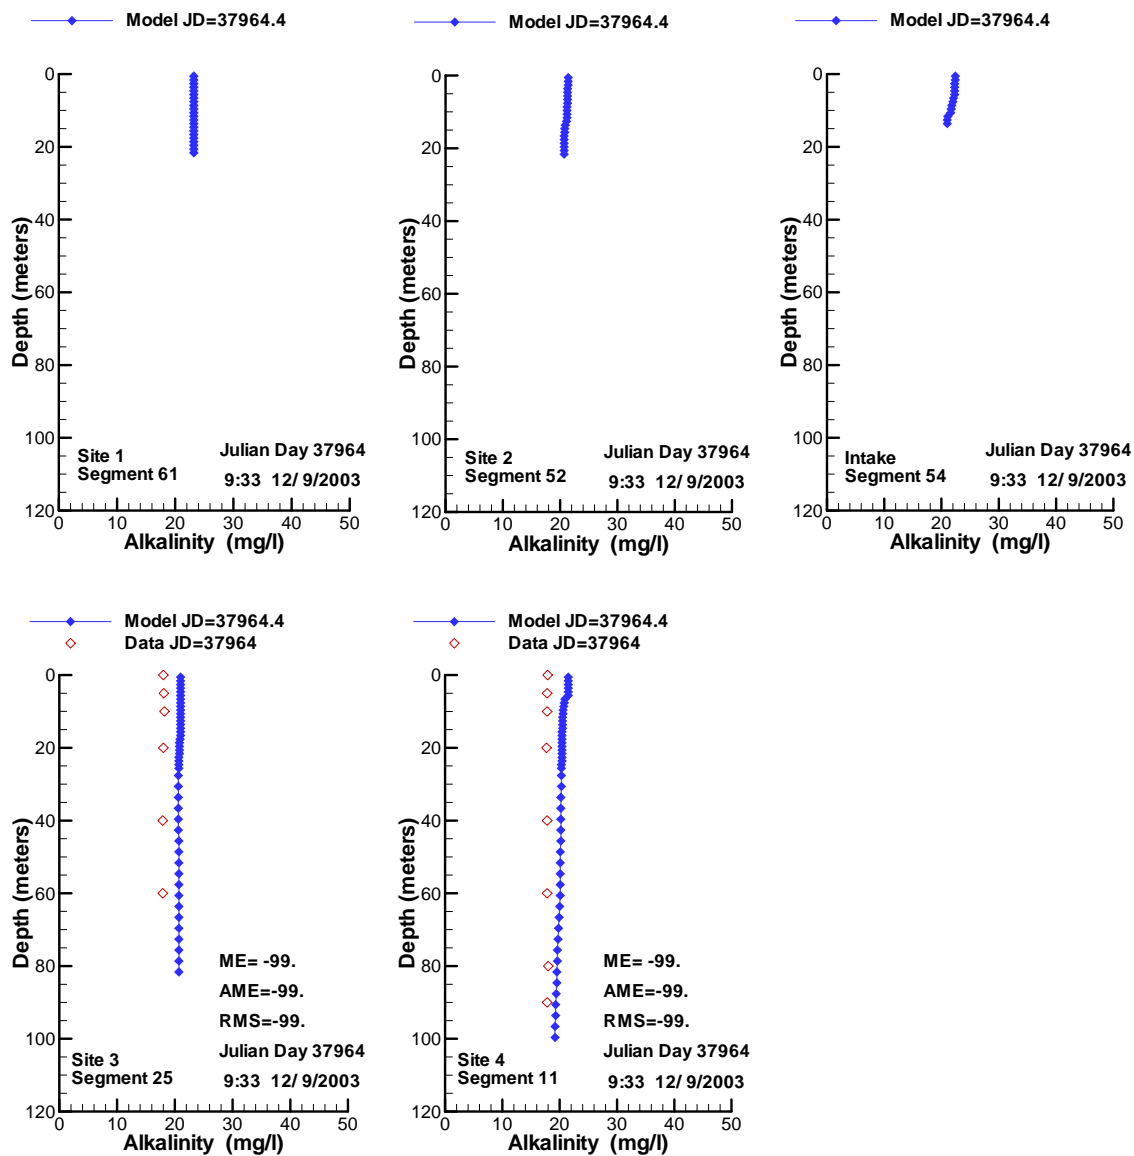 Model JD=37964.4
0
20
40
60
80
100
120
Depth (meters)
Site 1
Segment 61
Julian Day 37964
9:33 12/ 9/2003
0 10 20 30 40 50
Alkalinity (mg/l)
Model JD=37964.4
0
20
40
60
80
100
120
Depth (meters)
Site 2
Segment 52
Julian Day 37964
9:33 12/ 9/2003
0 10 20 30 40 50
Alkalinity (mg/l)
Model JD=37964.4
0
20
40
60
80
100
120
Depth (meters)
Intake
Segment 54
Julian Day 37964
9:33 12/ 9/2003
0 10 20 30 40 50
Alkalinity (mg/l)
Model JD=37964.4
Data JD=37964
0
20
40
60
80
100
120
Depth (meters)
ME= -99.
AME=-99.
RMS=-99.
Site 3
Segment 25
Julian Day 37964
9:33 12/ 9/2003
0 10 20 30 40 50
Alkalinity (mg/l)
Model JD=37964.4
Data JD=37964
0
20
40
60
80
100
120
Depth (meters)
ME= -99.
AME=-99.
RMS=-99.
Site 4
Segment 11
Julian Day 37964
9:33 12/ 9/2003
0 10 20 30 40 50
Alkalinity (mg/l)